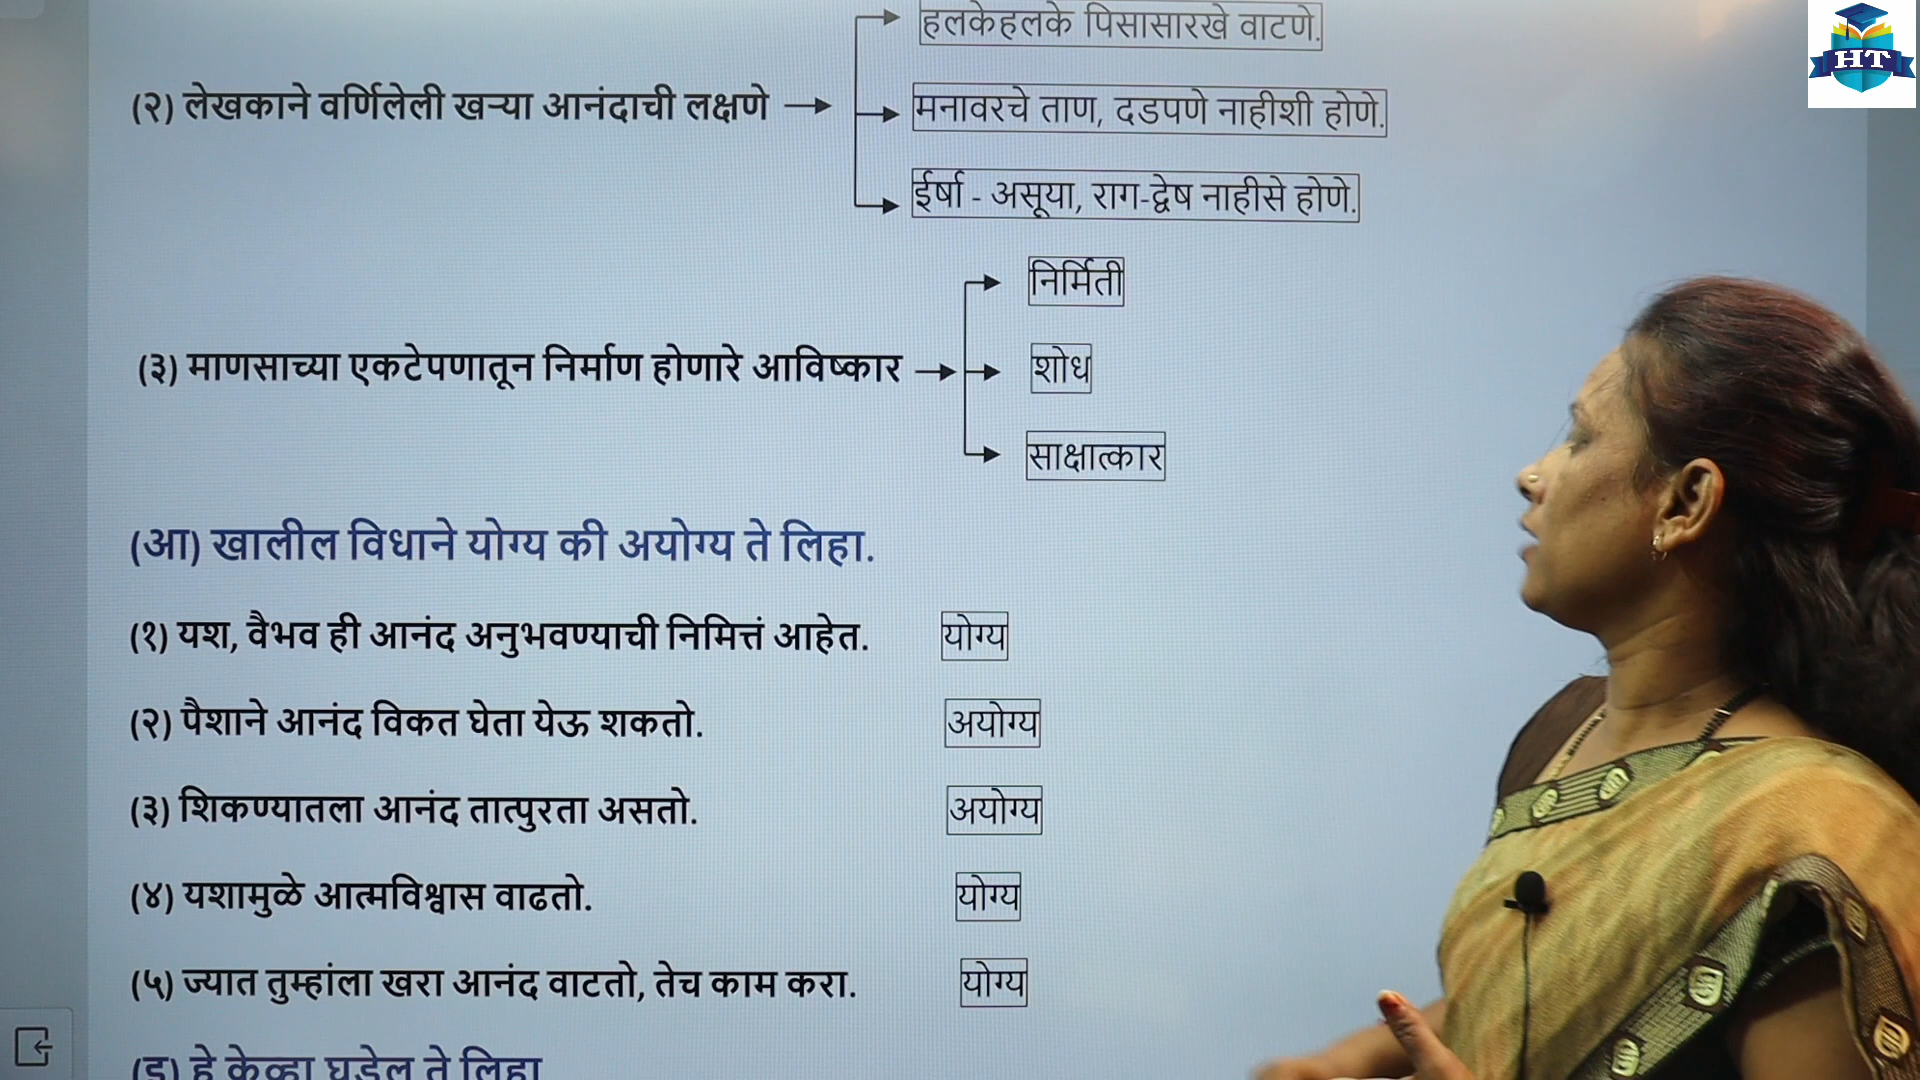 हलकेहलके पिसासारखे वाटणे.
(२) लेखकाने वर्णिलेली खऱ्या आनंदाची लक्षणे
मनावरचे ताण, दडपणे नाहीशी होणे.
ईर्षा - असूया, राग-द्वेष नाहीसे होणे.
निर्मिती
(३) माणसाच्या एकटेपणातून निर्माण होणारे आविष्कार
शोध
साक्षात्कार
(आ) खालील विधाने योग्य की अयोग्य ते लिहा.
(१) यश, वैभव ही आनंद अनुभवण्याची निमित्तं आहेत. योग्य
(२) पैशाने आनंद विकत घेता येऊ शकतो. अयोग्य
(३) शिकण्यातला आनंद तात्पुरता असतो. अयोग्य
(४) यशामुळे आत्मविश्वास वाढतो. योग्य
(५) ज्यात तुम्हांला खरा आनंद वाटतो, तेच काम करा. योग्य
(इ) हे केव्हा घडेल ते लिहा
HT